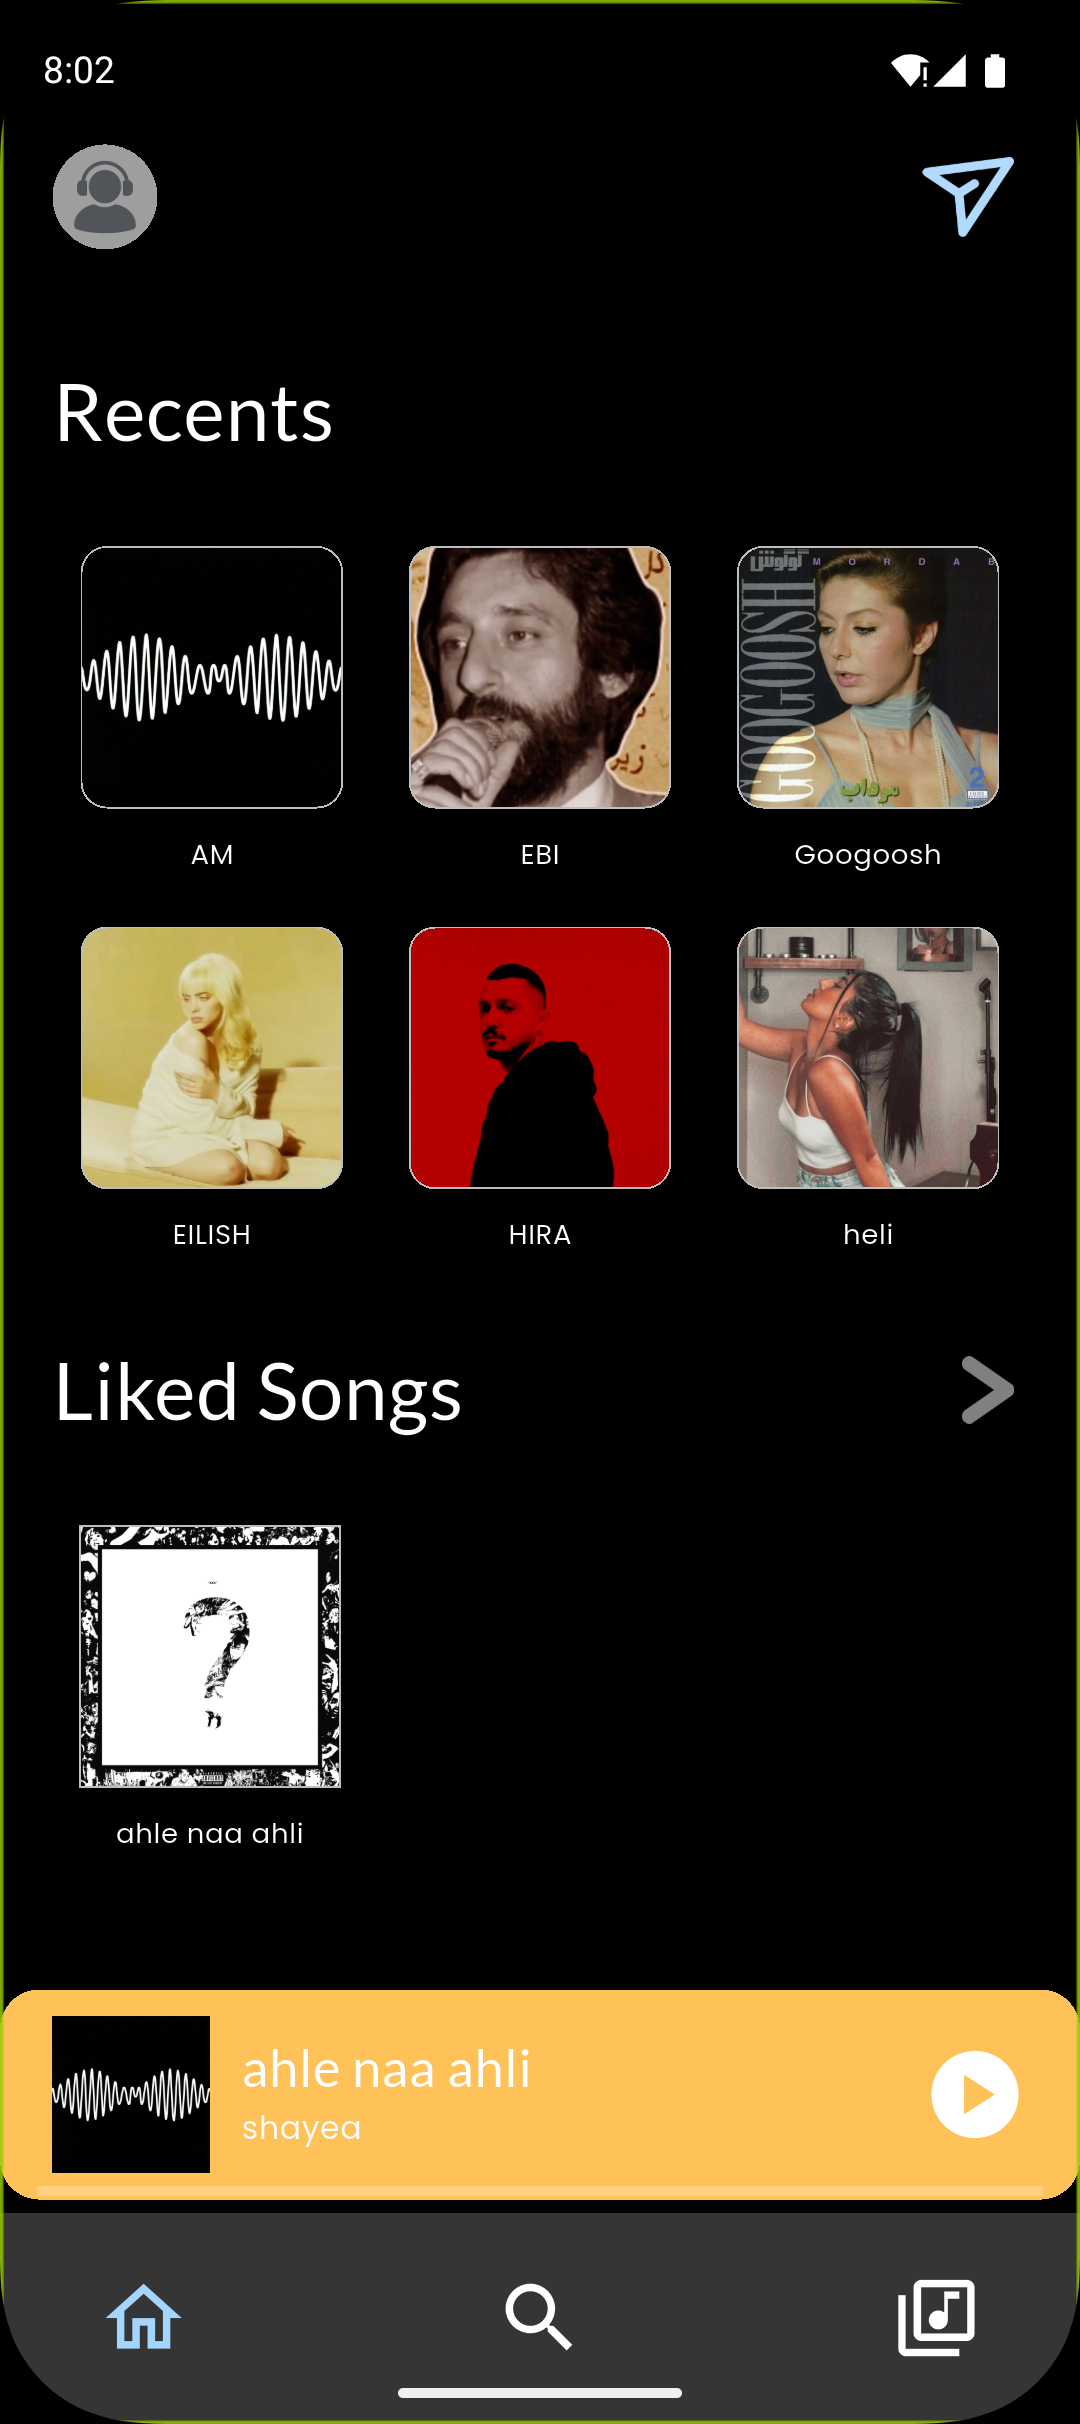 8:02
Recents
گوگوش M O R D A B
GOOGOOSH
زیر
مرداب
2
AM
EBI
Googoosh
EILISH
HIRA
heli
Liked Songs
ahle naa ahli
ahle naa ahli
shayea